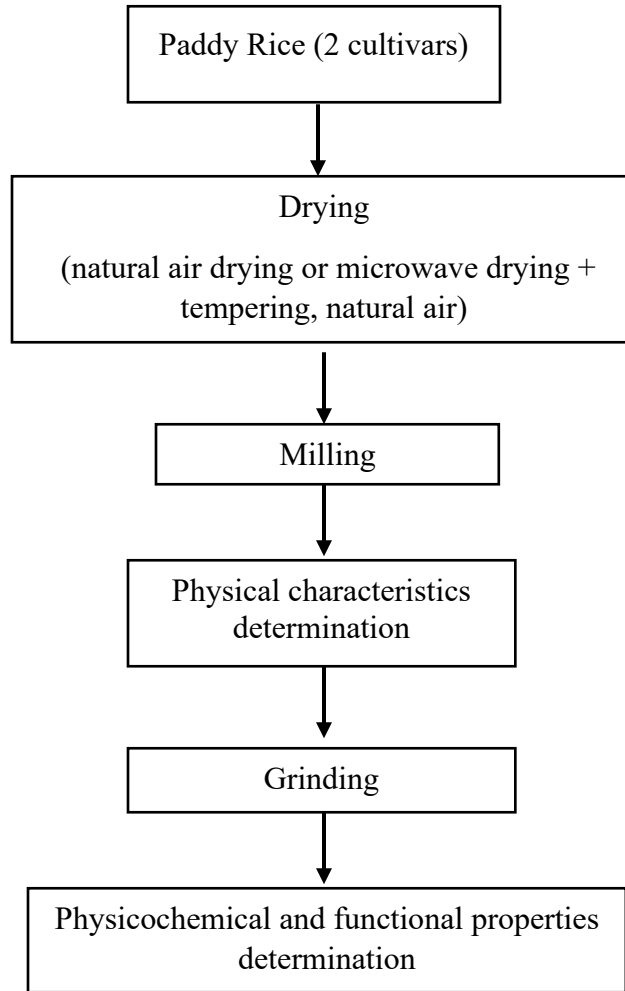 Paddy Rice (2 cultivars)
Drying
(natural air drying or microwave drying +
tempering, natural air)
Milling
Physical characteristics
determination
Grinding
Physicochemical and functional properties
determination